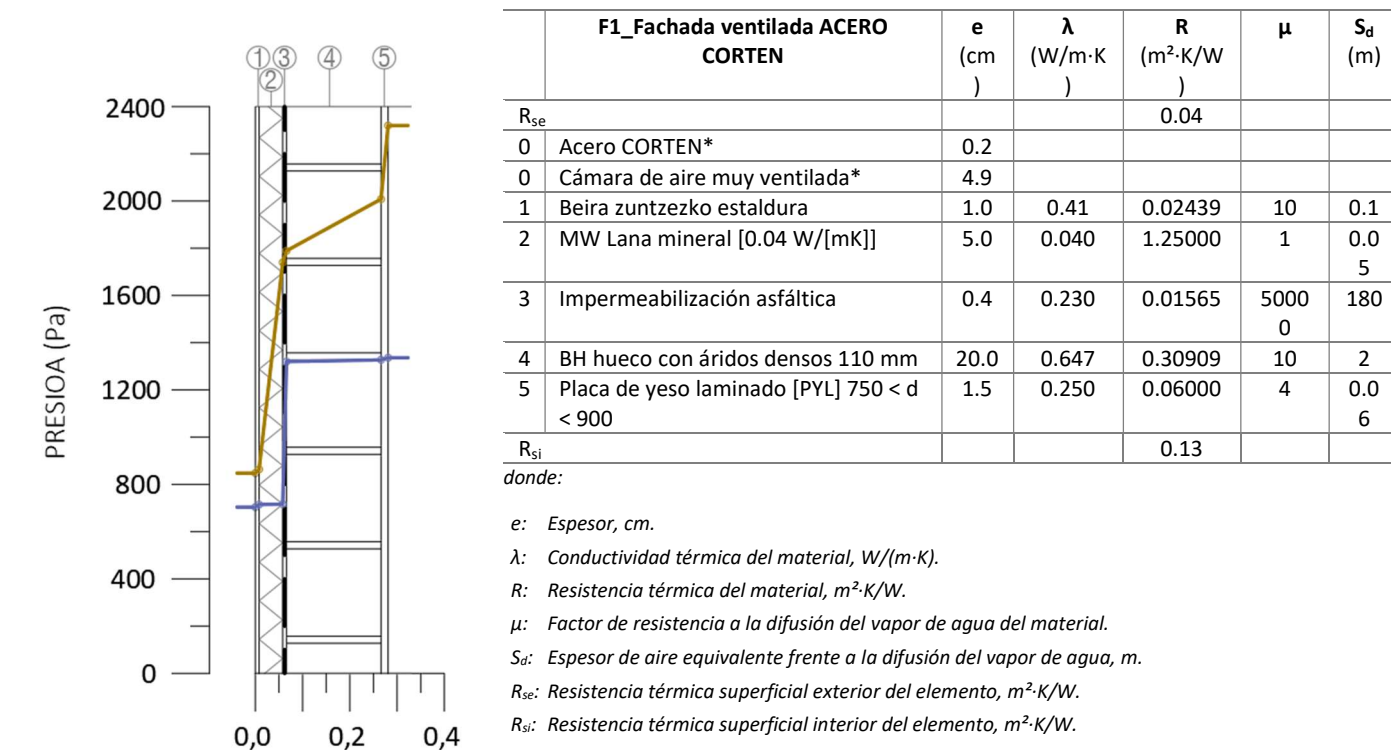 ① ③ ④ ⑤
②
2400
2000
1600
1200
800
400
0
PRESIOA (Pa)
0,0 0,2 0,4
F1_Fachada ventilada ACERO CORTEN e (cm) λ (W/m·K) R (m²·K/W) μ Sd (m)
Rse 0.04
0 Acero CORTEN* 0.2
0 Cámara de aire muy ventilada* 4.9
1 Beira zuntzezko estaldura 1.0 0.41 0.02439 10 0.1
2 MW Lana mineral [0.04 W/[mK]] 5.0 0.040 1.25000 1 0.05
3 Impermeabilización asfáltica 0.4 0.230 0.01565 50000 180
4 BH hueco con áridos densos 110 mm 20.0 0.647 0.30909 10 2
5 Placa de yeso laminado [PYL] 750 < d < 900 1.5 0.250 0.06000 4 0.06
Rsi 0.13
donde:
e: Espesor, cm.
λ: Conductividad térmica del material, W/(m·K).
R: Resistencia térmica del material, m²·K/W.
μ: Factor de resistencia a la difusión del vapor de agua del material.
Sd: Espesor de aire equivalente frente a la difusión del vapor de agua, m.
Rse: Resistencia térmica superficial exterior del elemento, m²·K/W.
Rsi: Resistencia térmica superficial interior del elemento, m²·K/W.